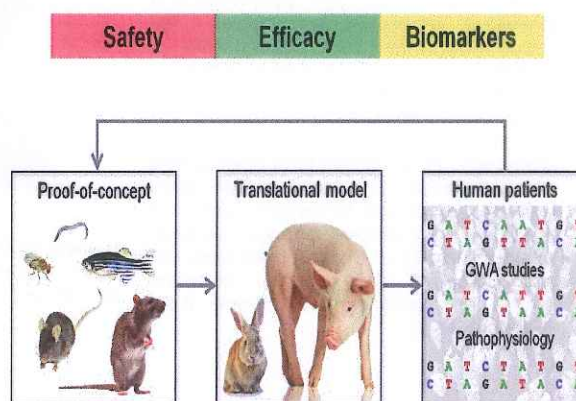 Safety Efficacy Biomarkers
Proof-of-concept Translational model Human patients
G A T C A A T G
C T A G T T A C
GWA studies
G A T C A T T G
C T A G T A A C
Pathophysiology
G A T C T A T G
C T A G A T A C